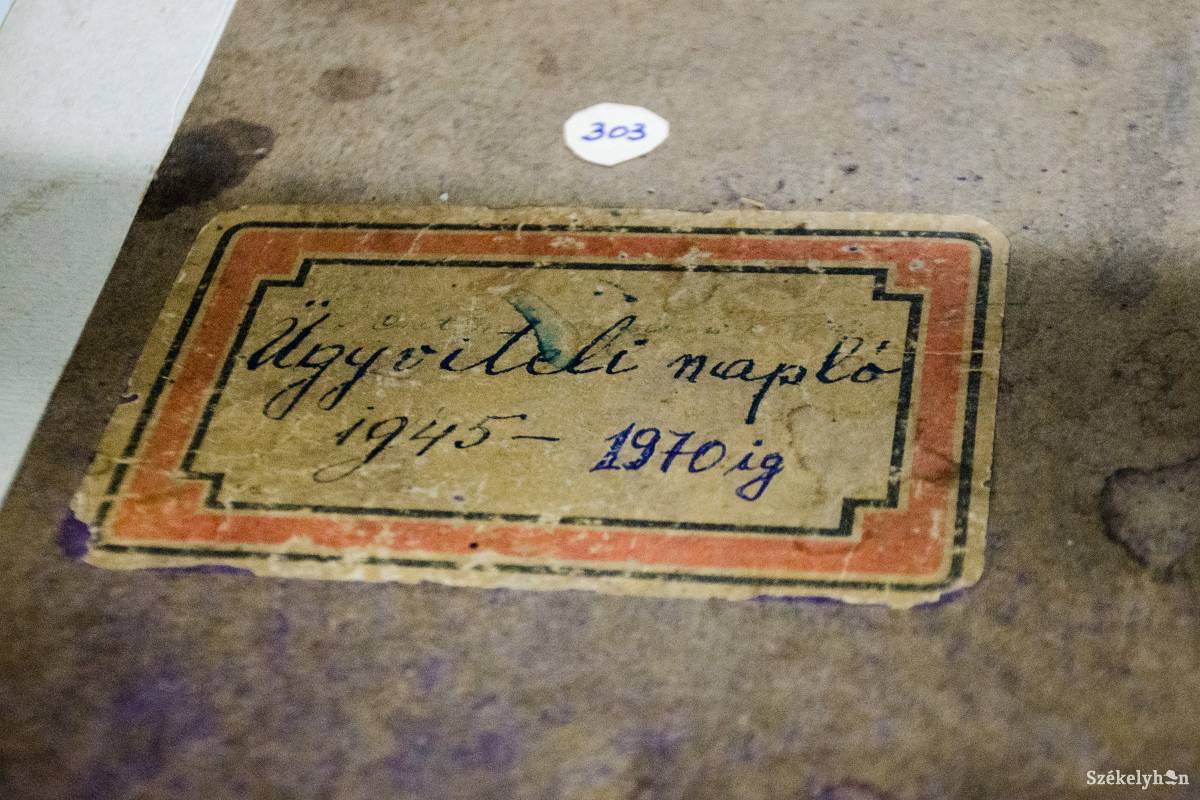 303
Ügyviteli napló
1945 – 1970 ig
Székelyhon